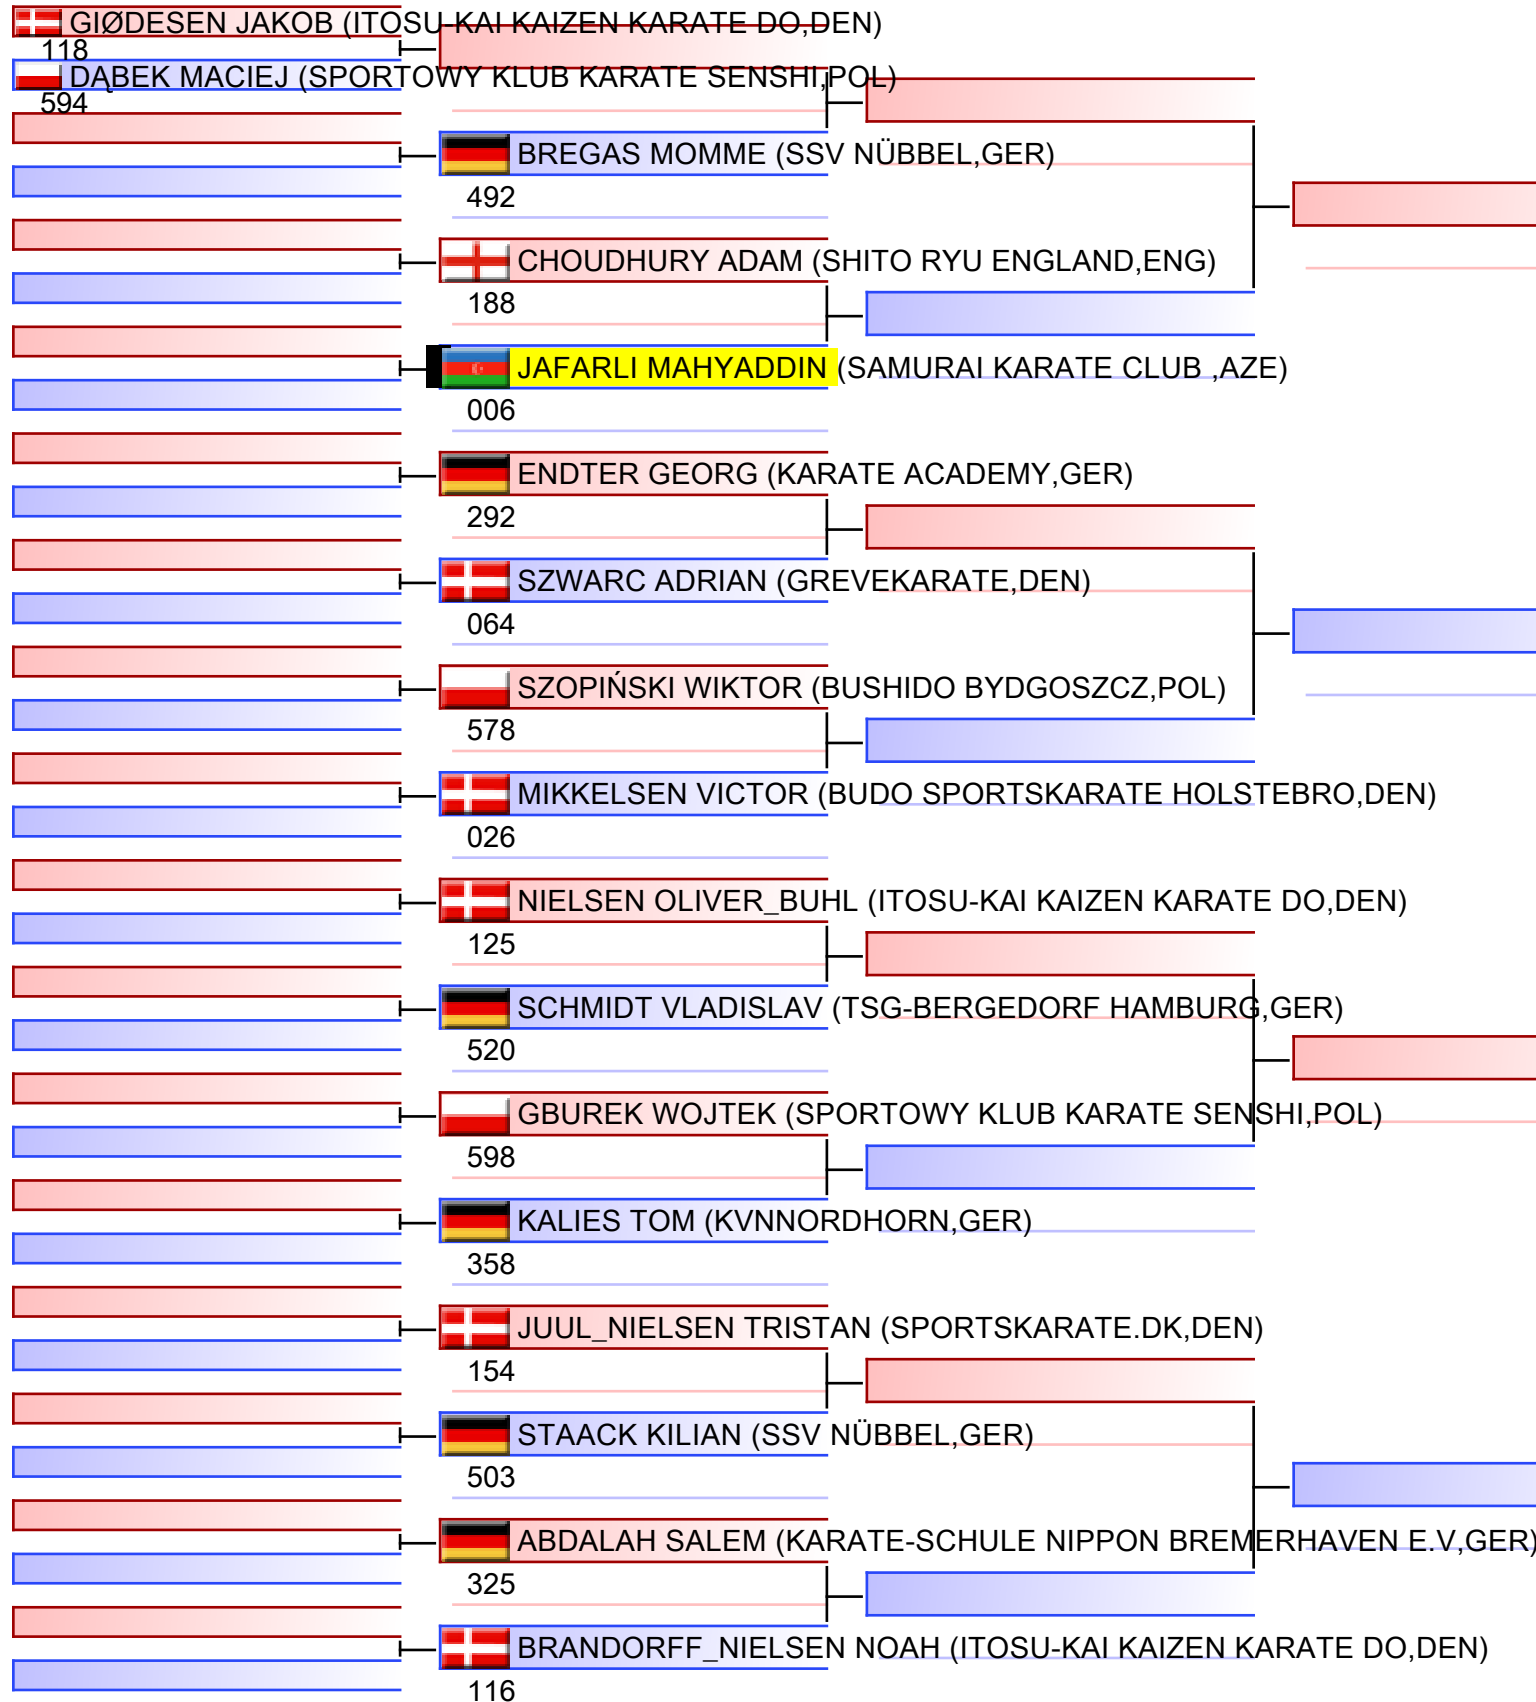 GIØDESEN JAKOB (ITOSU-KAI KAIZEN KARATE DO,DEN)
118
DĄBEK MACIEJ (SPORTOWY KLUB KARATE SENSHI,POL)
594
BREGAS MOMME (SSV NÜBBEL,GER)
492
CHOUDHURY ADAM (SHITO RYU ENGLAND,ENG)
188
JAFARLI MAHYADDIN (SAMURAI KARATE CLUB ,AZE)
006
ENDTER GEORG (KARATE ACADEMY,GER)
292
SZWARC ADRIAN (GREVEKARATE,DEN)
064
SZOPIŃSKI WIKTOR (BUSHIDO BYDGOSZCZ,POL)
578
MIKKELSEN VICTOR (BUDO SPORTSKARATE HOLSTEBRO,DEN)
026
NIELSEN OLIVER_BUHL (ITOSU-KAI KAIZEN KARATE DO,DEN)
125
SCHMIDT VLADISLAV (TSG-BERGEDORF HAMBURG,GER)
520
GBUREK WOJTEK (SPORTOWY KLUB KARATE SENSHI,POL)
598
KALIES TOM (KVNNORDHORN,GER)
358
JUUL_NIELSEN TRISTAN (SPORTSKARATE.DK,DEN)
154
STAACK KILIAN (SSV NÜBBEL,GER)
503
ABDALAH SALEM (KARATE-SCHULE NIPPON BREMERHAVEN E.V,GER)
325
BRANDORFF_NIELSEN NOAH (ITOSU-KAI KAIZEN KARATE DO,DEN)
116